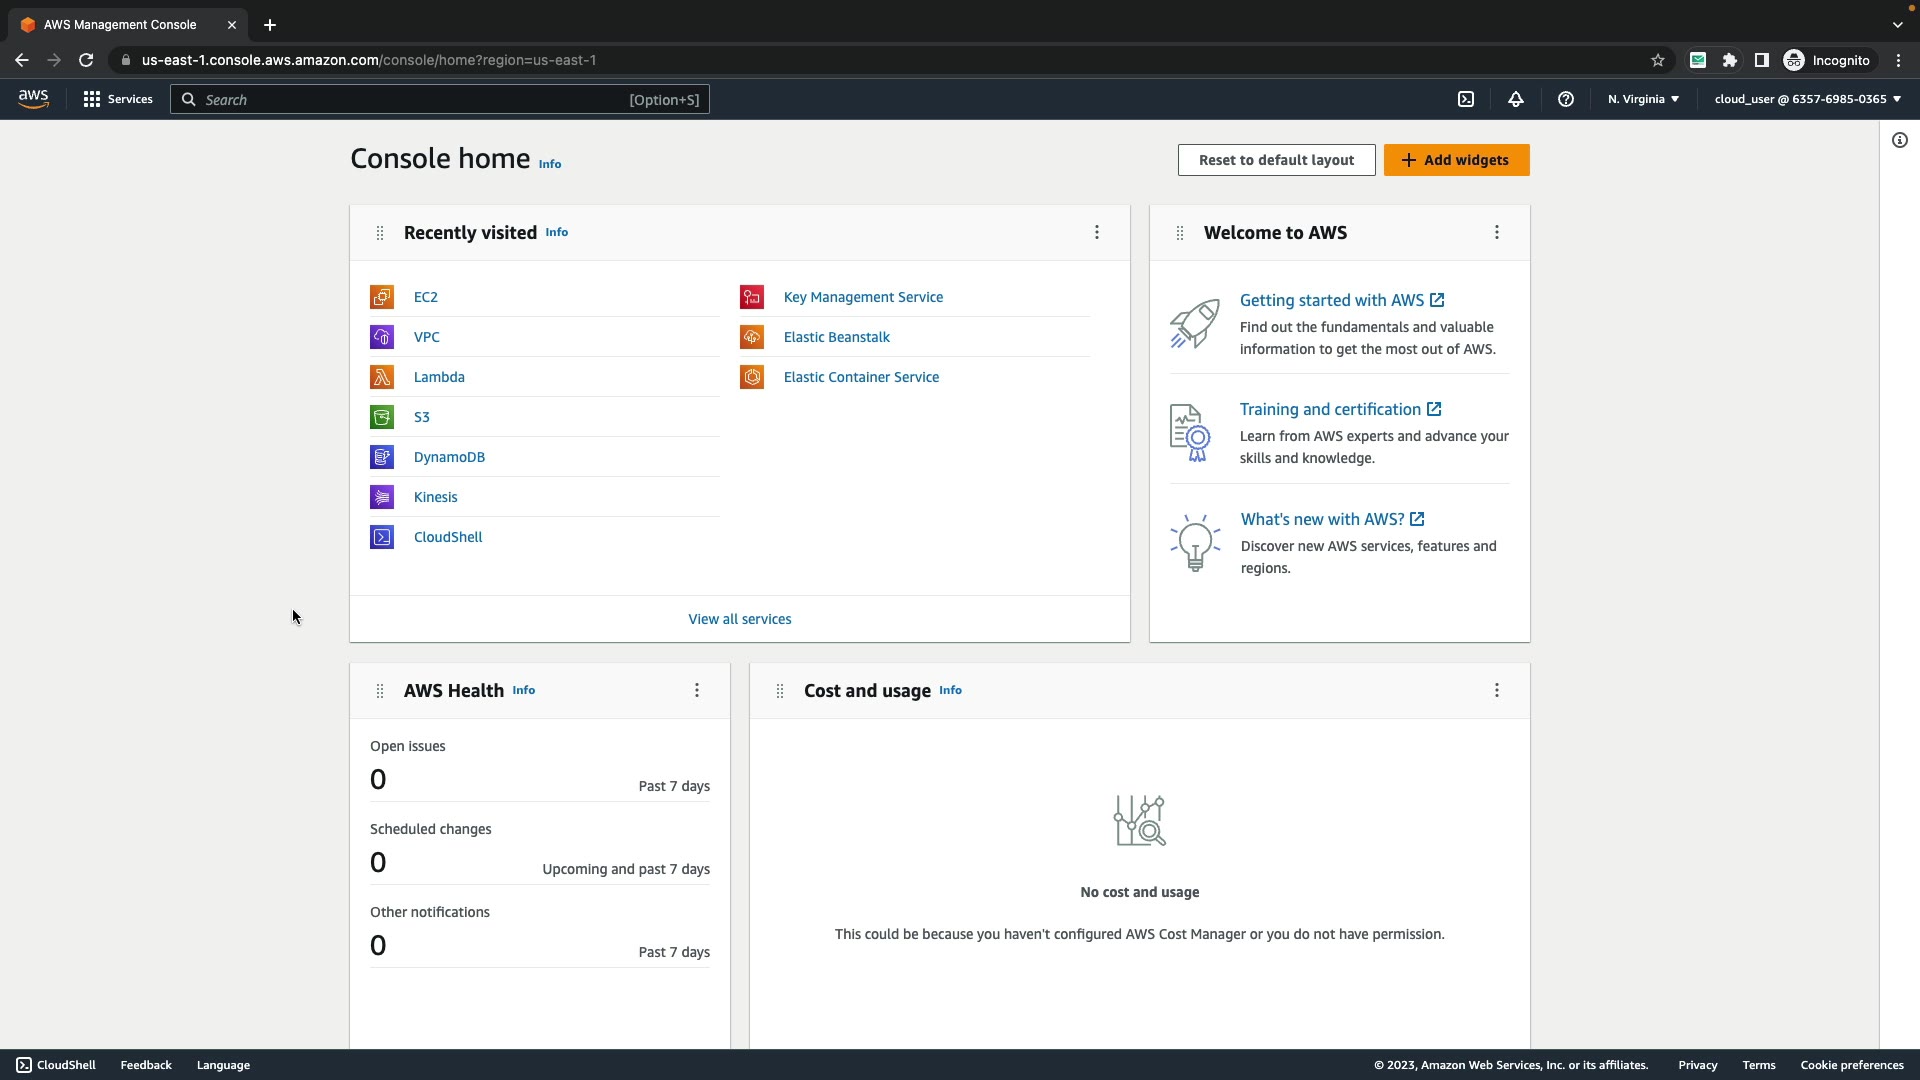 AWS Management Console
us-east-1.console.aws.amazon.com/console/home?region=us-east-1
Incognito
aws
Services
Search
[Option+S]
N. Virginia
cloud_user @ 6357-6985-0365
Console home Info
Reset to default layout
Add widgets
Recently visited Info
EC2
VPC
Lambda
S3
DynamoDB
Kinesis
CloudShell
Key Management Service
Elastic Beanstalk
Elastic Container Service
View all services
Welcome to AWS
Getting started with AWS
Find out the fundamentals and valuable
information to get the most out of AWS.
Training and certification
Learn from AWS experts and advance your
skills and knowledge.
What's new with AWS?
Discover new AWS services, features and
regions.
AWS Health Info
Open issues
0
Past 7 days
Scheduled changes
0
Upcoming and past 7 days
Other notifications
0
Past 7 days
Cost and usage Info
No cost and usage
This could be because you haven't configured AWS Cost Manager or you do not have permission.
CloudShell
Feedback
Language
© 2023, Amazon Web Services, Inc. or its affiliates.
Privacy
Terms
Cookie preferences